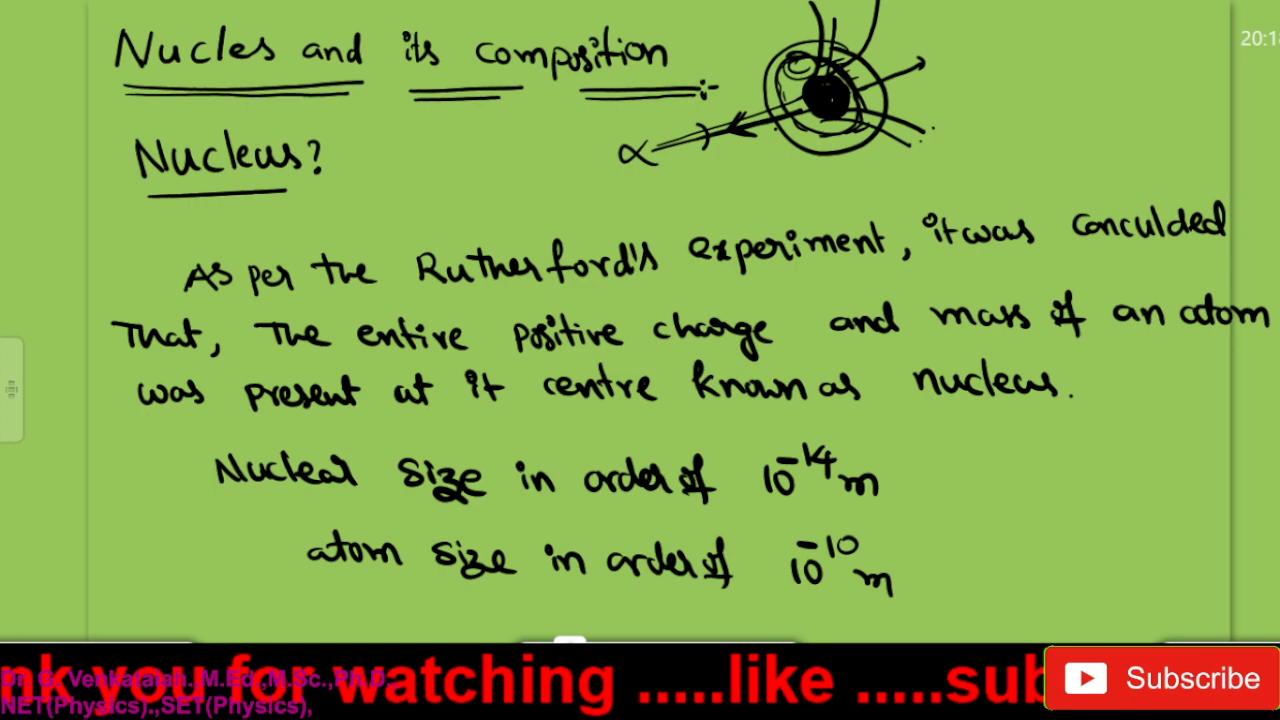 Nucles and its composition :-
20:18
Nucleus?
α
As per the Rutherford's experiment, it was conculded
That, The entire positive charge and mass of an atom
was present at it centre known as nucleus.
Nuclear size in order of 10⁻¹⁴ m
atom size in order of 10⁻¹⁰ m
nk you for watching .....like .....sub
Subscribe
Dr. G. Venkataiah. M.Ed.,M.Sc.,Ph.D.
NET(Physics).,SET(Physics),